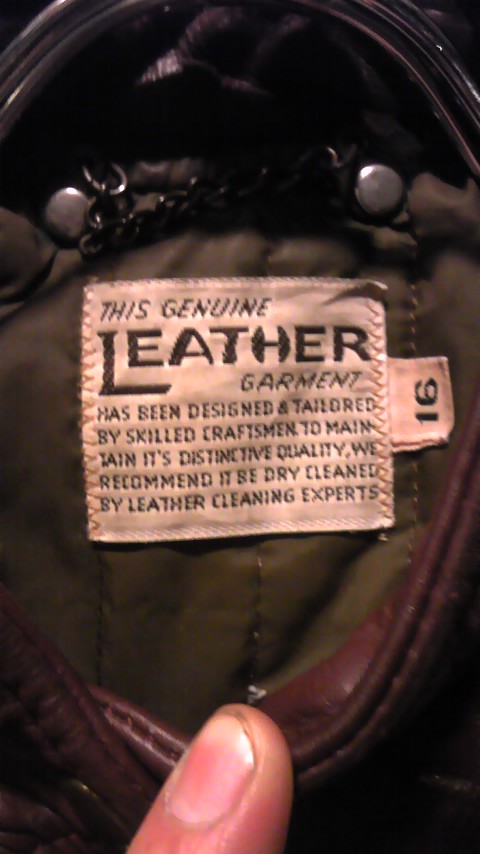 THIS GENUINE
LEATHER
GARMENT
HAS BEEN DESIGNED & TAILORED
BY SKILLED CRAFTSMEN. TO MAIN-
TAIN IT'S DISTINCTIVE QUALITY, WE
RECOMMEND IT BE DRY CLEANED
BY LEATHER CLEANING EXPERTS
16